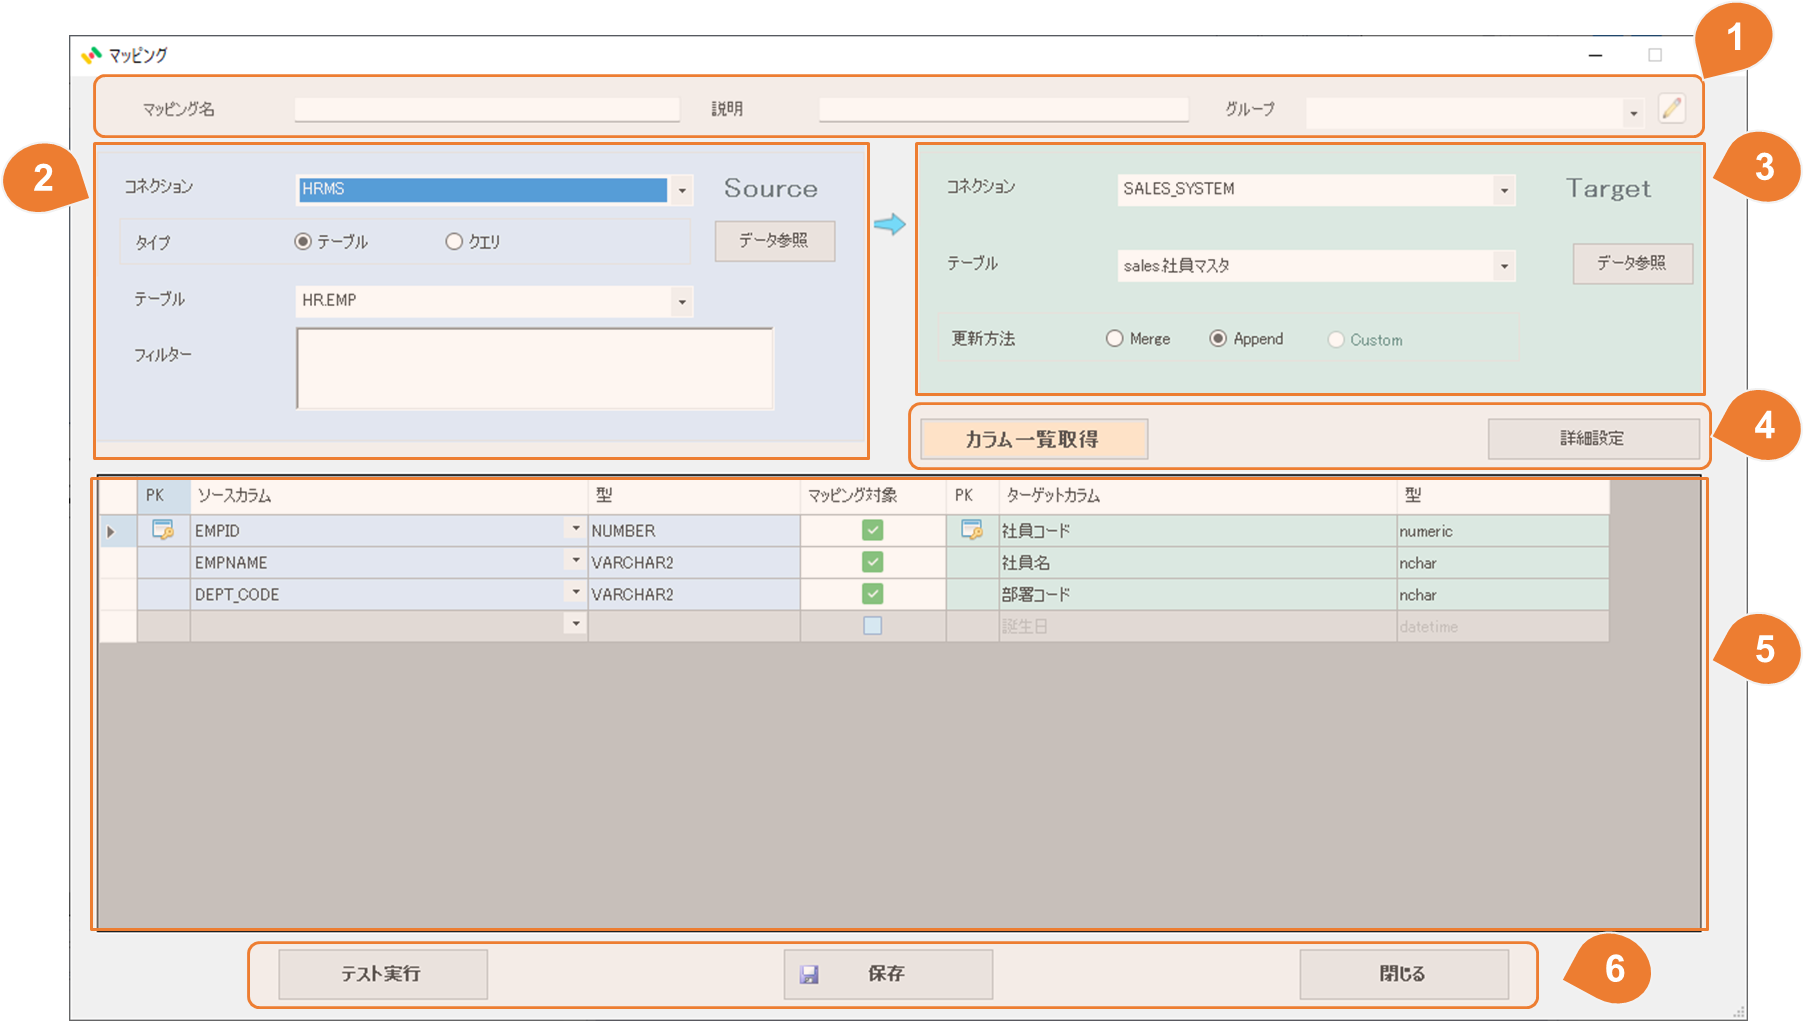 マッピング
1
マッピング名 説明 グループ
2
コネクション HRMS Source
タイプ テーブル クエリ データ参照
テーブル HR.EMP
フィルター
3
コネクション SALES_SYSTEM Target
テーブル sales.社員マスタ データ参照
更新方法 Merge Append Custom
4
カラム一覧取得 詳細設定
5
PK ソースカラム 型 マッピング対象 PK ターゲットカラム 型
EMPID NUMBER 社員コード numeric
EMPNAME VARCHAR2 社員名 nchar
DEPT_CODE VARCHAR2 部署コード nchar
誕生日 datetime
6
テスト実行 保存 閉じる